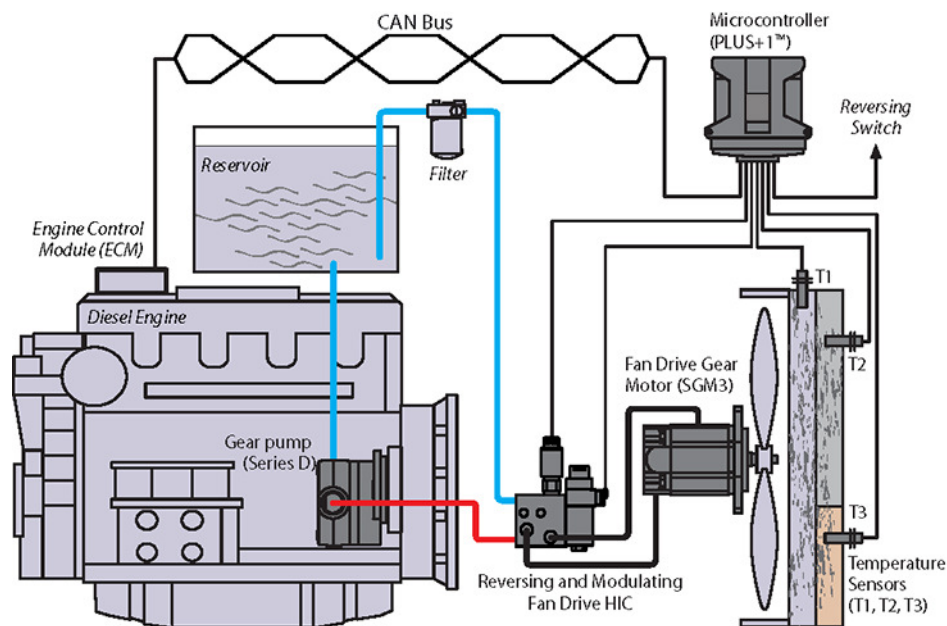 CAN Bus
Microcontroller
(PLUS+1™)
Reversing
Switch
Reservoir
Filter
Engine Control
Module (ECM)
T1
Diesel Engine
T2
Fan Drive Gear
Motor (SGM3)
Gear pump
(Series D)
T3
Temperature
Sensors
(T1, T2, T3)
Reversing and Modulating
Fan Drive HIC